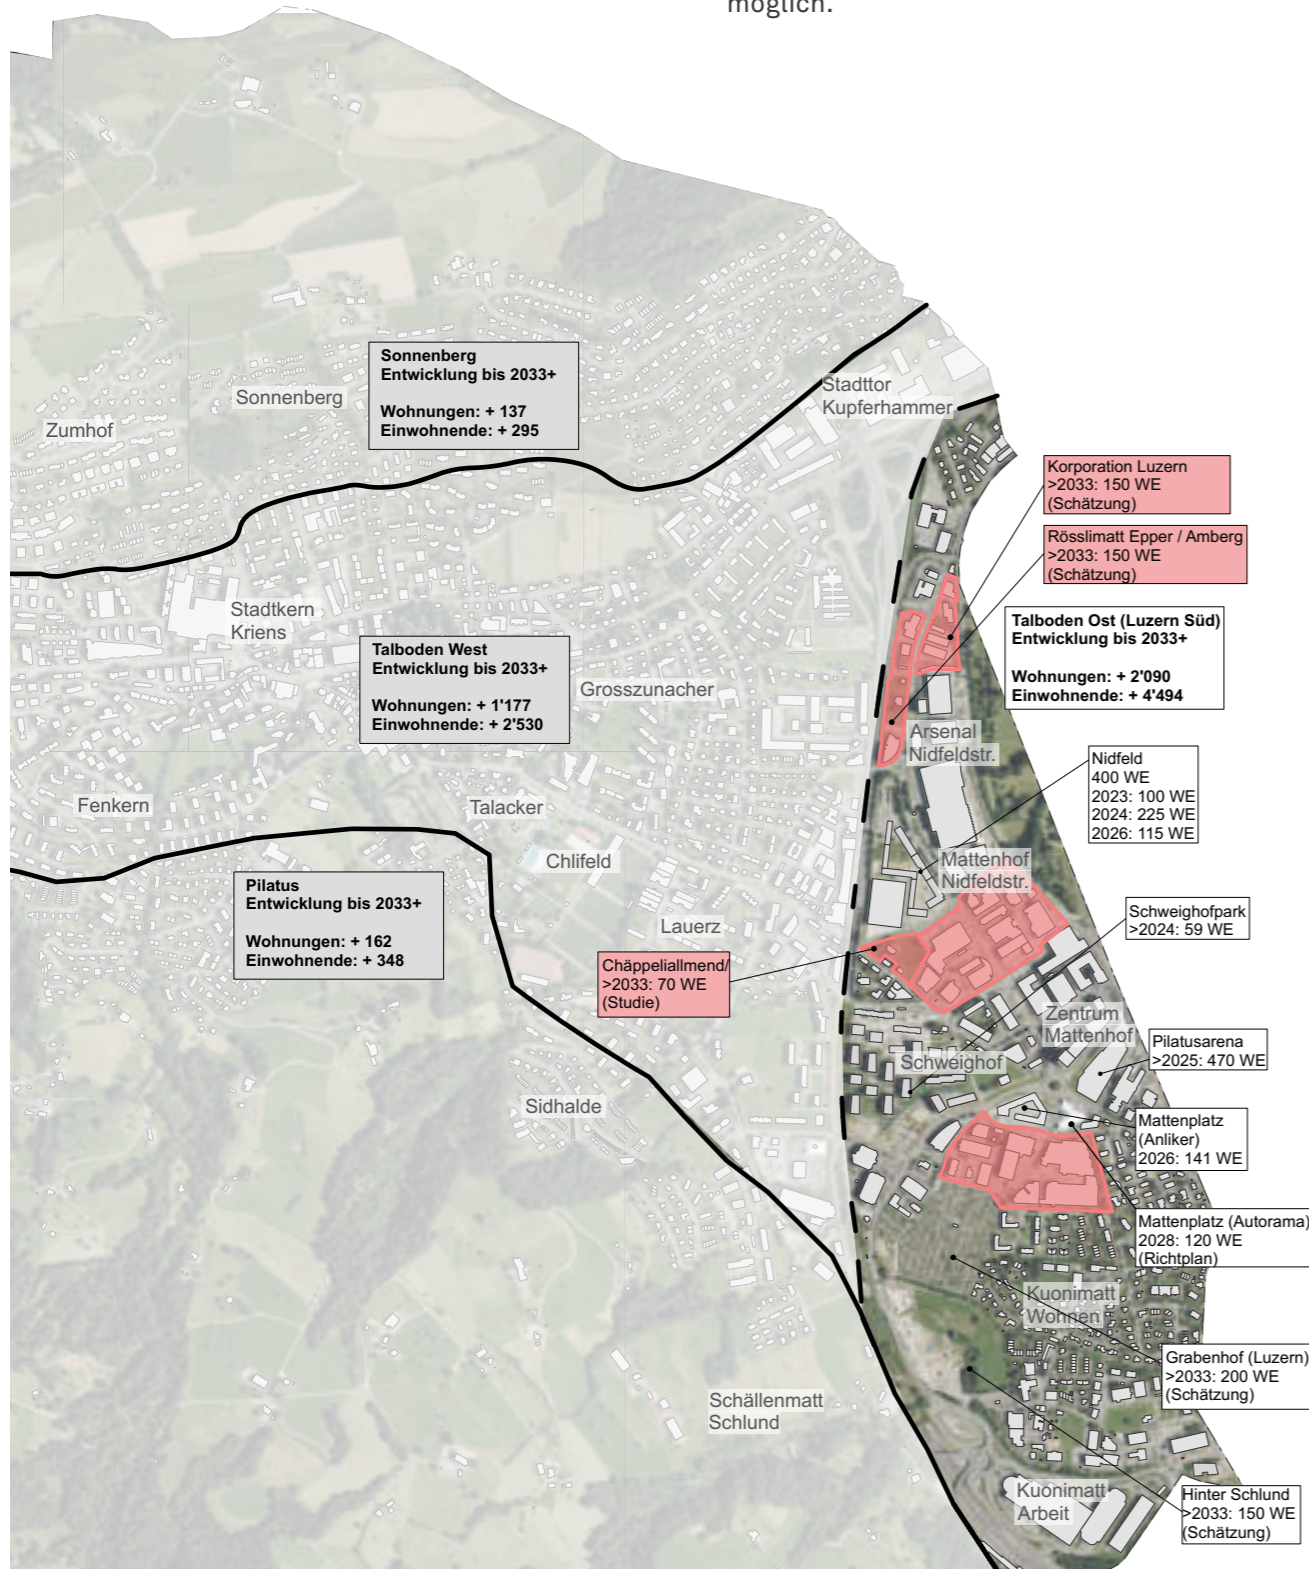 möglich.
Sonnenberg
Entwicklung bis 2033+
Wohnungen: + 137
Einwohnende: + 295
Stadttor
Kupferhammer
Sonnenberg
Zumhof
Korporation Luzern
>2033: 150 WE
(Schätzung)
Rösslimatt Epper / Amberg
>2033: 150 WE
(Schätzung)
Stadtkern
Kriens
Talboden Ost (Luzern Süd)
Entwicklung bis 2033+
Wohnungen: + 2'090
Einwohnende: + 4'494
Talboden West
Entwicklung bis 2033+
Wohnungen: + 1'177
Einwohnende: + 2'530
Grosszunacher
Arsenal
Nidfeldstr.
Nidfeld
400 WE
2023: 100 WE
2024: 225 WE
2026: 115 WE
Fenkern
Talacker
Chlifeld
Mattenhof
Nidfeldstr.
Pilatus
Entwicklung bis 2033+
Wohnungen: + 162
Einwohnende: + 348
Lauerz
Schweighofpark
>2024: 59 WE
Chäppeliallmend/
>2033: 70 WE
(Studie)
Zentrum
Mattenhof
Schweighof
Pilatusarena
>2025: 470 WE
Sidhalde
Mattenplatz
(Anliker)
2026: 141 WE
Mattenplatz (Autorama)
2028: 120 WE
(Richtplan)
Kuonimatt
Wohnen
Grabenhof (Luzern)
>2033: 200 WE
(Schätzung)
Schällenmatt
Schlund
Kuonimatt
Arbeit
Hinter Schlund
>2033: 150 WE
(Schätzung)